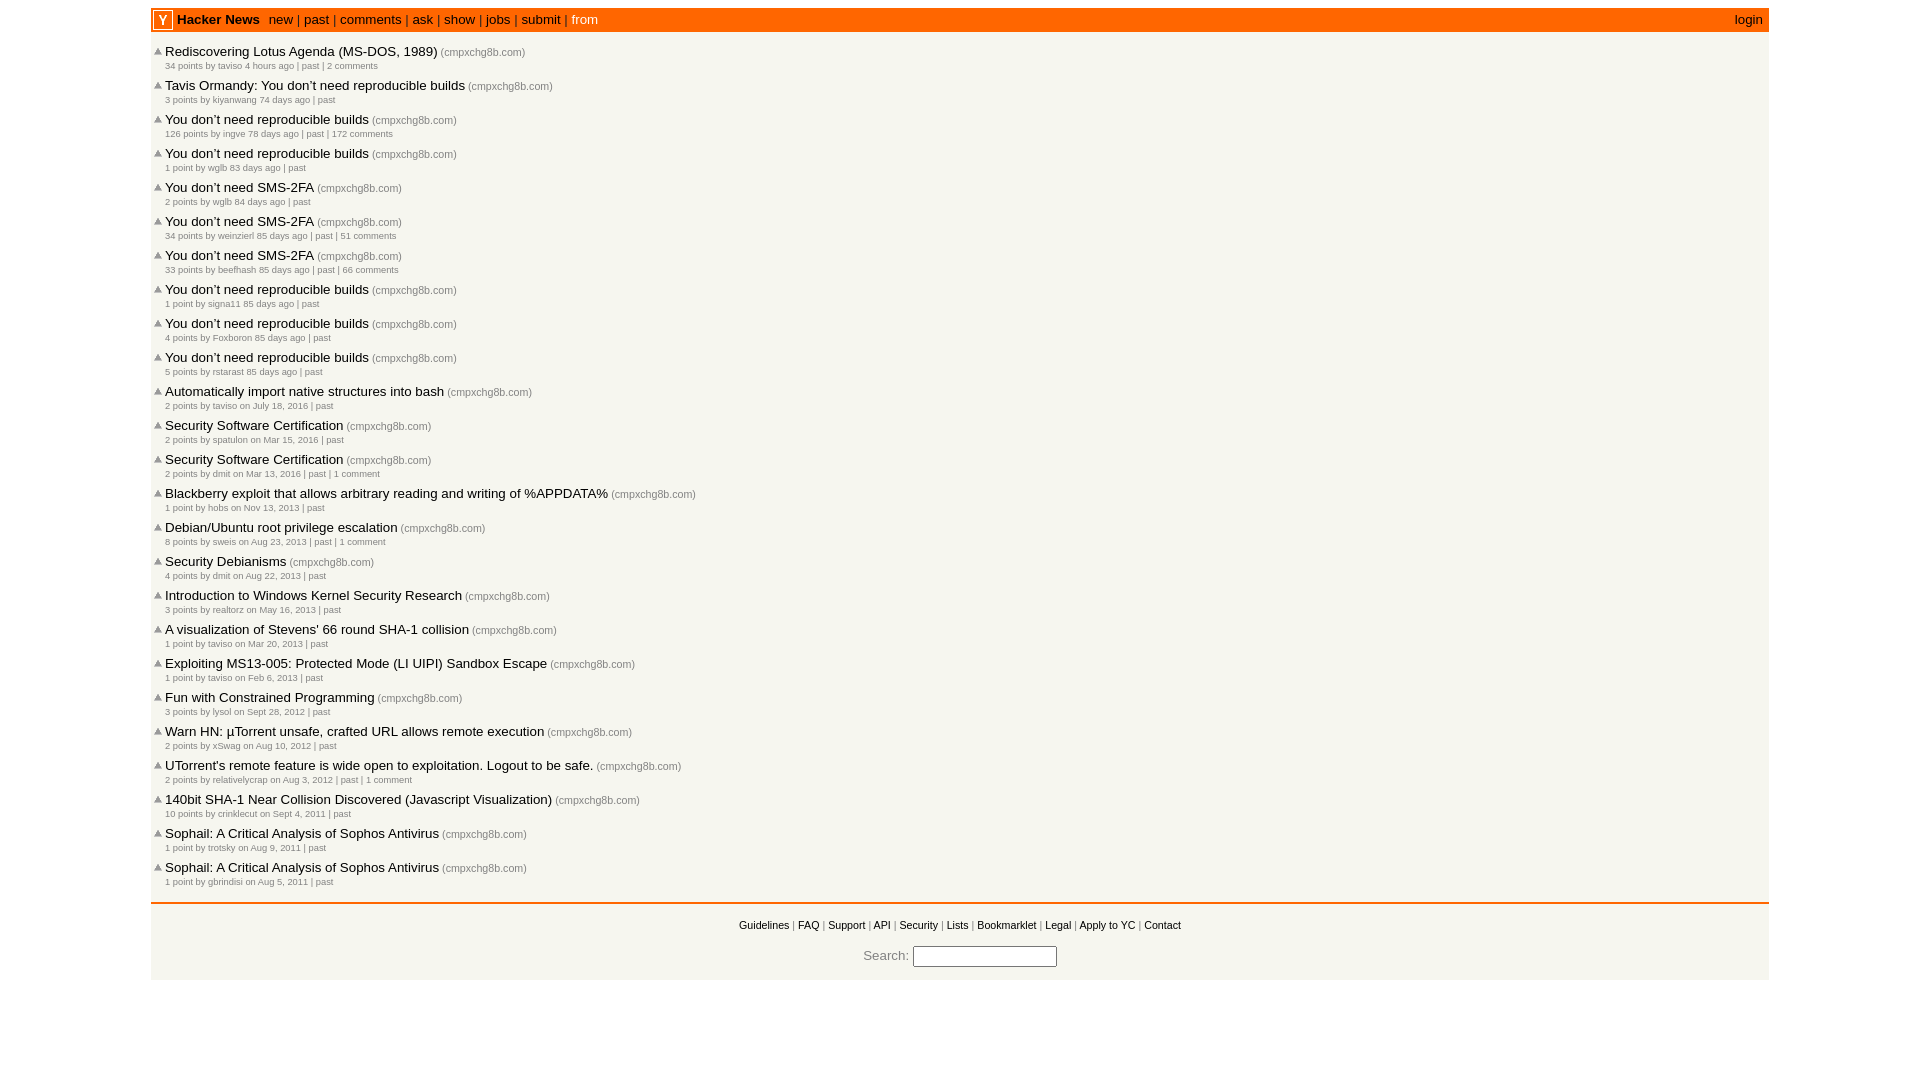 Y Hacker News new | past | comments | ask | show | jobs | submit | from login
Rediscovering Lotus Agenda (MS-DOS, 1989) (cmpxchg8b.com)
34 points by taviso 4 hours ago | past | 2 comments
Tavis Ormandy: You don’t need reproducible builds (cmpxchg8b.com)
3 points by kiyanwang 74 days ago | past
You don’t need reproducible builds (cmpxchg8b.com)
126 points by ingve 78 days ago | past | 172 comments
You don’t need reproducible builds (cmpxchg8b.com)
1 point by wglb 83 days ago | past
You don’t need SMS-2FA (cmpxchg8b.com)
2 points by wglb 84 days ago | past
You don’t need SMS-2FA (cmpxchg8b.com)
34 points by weinzierl 85 days ago | past | 51 comments
You don’t need SMS-2FA (cmpxchg8b.com)
33 points by beefhash 85 days ago | past | 66 comments
You don’t need reproducible builds (cmpxchg8b.com)
1 point by signa11 85 days ago | past
You don’t need reproducible builds (cmpxchg8b.com)
4 points by Foxboron 85 days ago | past
You don’t need reproducible builds (cmpxchg8b.com)
5 points by rstarast 85 days ago | past
Automatically import native structures into bash (cmpxchg8b.com)
2 points by taviso on July 18, 2016 | past
Security Software Certification (cmpxchg8b.com)
2 points by spatulon on Mar 15, 2016 | past
Security Software Certification (cmpxchg8b.com)
2 points by dmit on Mar 13, 2016 | past | 1 comment
Blackberry exploit that allows arbitrary reading and writing of %APPDATA% (cmpxchg8b.com)
1 point by hobs on Nov 13, 2013 | past
Debian/Ubuntu root privilege escalation (cmpxchg8b.com)
8 points by sweis on Aug 23, 2013 | past | 1 comment
Security Debianisms (cmpxchg8b.com)
4 points by dmit on Aug 22, 2013 | past
Introduction to Windows Kernel Security Research (cmpxchg8b.com)
3 points by realtorz on May 16, 2013 | past
A visualization of Stevens' 66 round SHA-1 collision (cmpxchg8b.com)
1 point by taviso on Mar 20, 2013 | past
Exploiting MS13-005: Protected Mode (LI UIPI) Sandbox Escape (cmpxchg8b.com)
1 point by taviso on Feb 6, 2013 | past
Fun with Constrained Programming (cmpxchg8b.com)
3 points by lysol on Sept 28, 2012 | past
Warn HN: µTorrent unsafe, crafted URL allows remote execution (cmpxchg8b.com)
2 points by xSwag on Aug 10, 2012 | past
UTorrent's remote feature is wide open to exploitation. Logout to be safe. (cmpxchg8b.com)
2 points by relativelycrap on Aug 3, 2012 | past | 1 comment
140bit SHA-1 Near Collision Discovered (Javascript Visualization) (cmpxchg8b.com)
10 points by crinklecut on Sept 4, 2011 | past
Sophail: A Critical Analysis of Sophos Antivirus (cmpxchg8b.com)
1 point by trotsky on Aug 9, 2011 | past
Sophail: A Critical Analysis of Sophos Antivirus (cmpxchg8b.com)
1 point by gbrindisi on Aug 5, 2011 | past
Guidelines | FAQ | Support | API | Security | Lists | Bookmarklet | Legal | Apply to YC | Contact
Search: